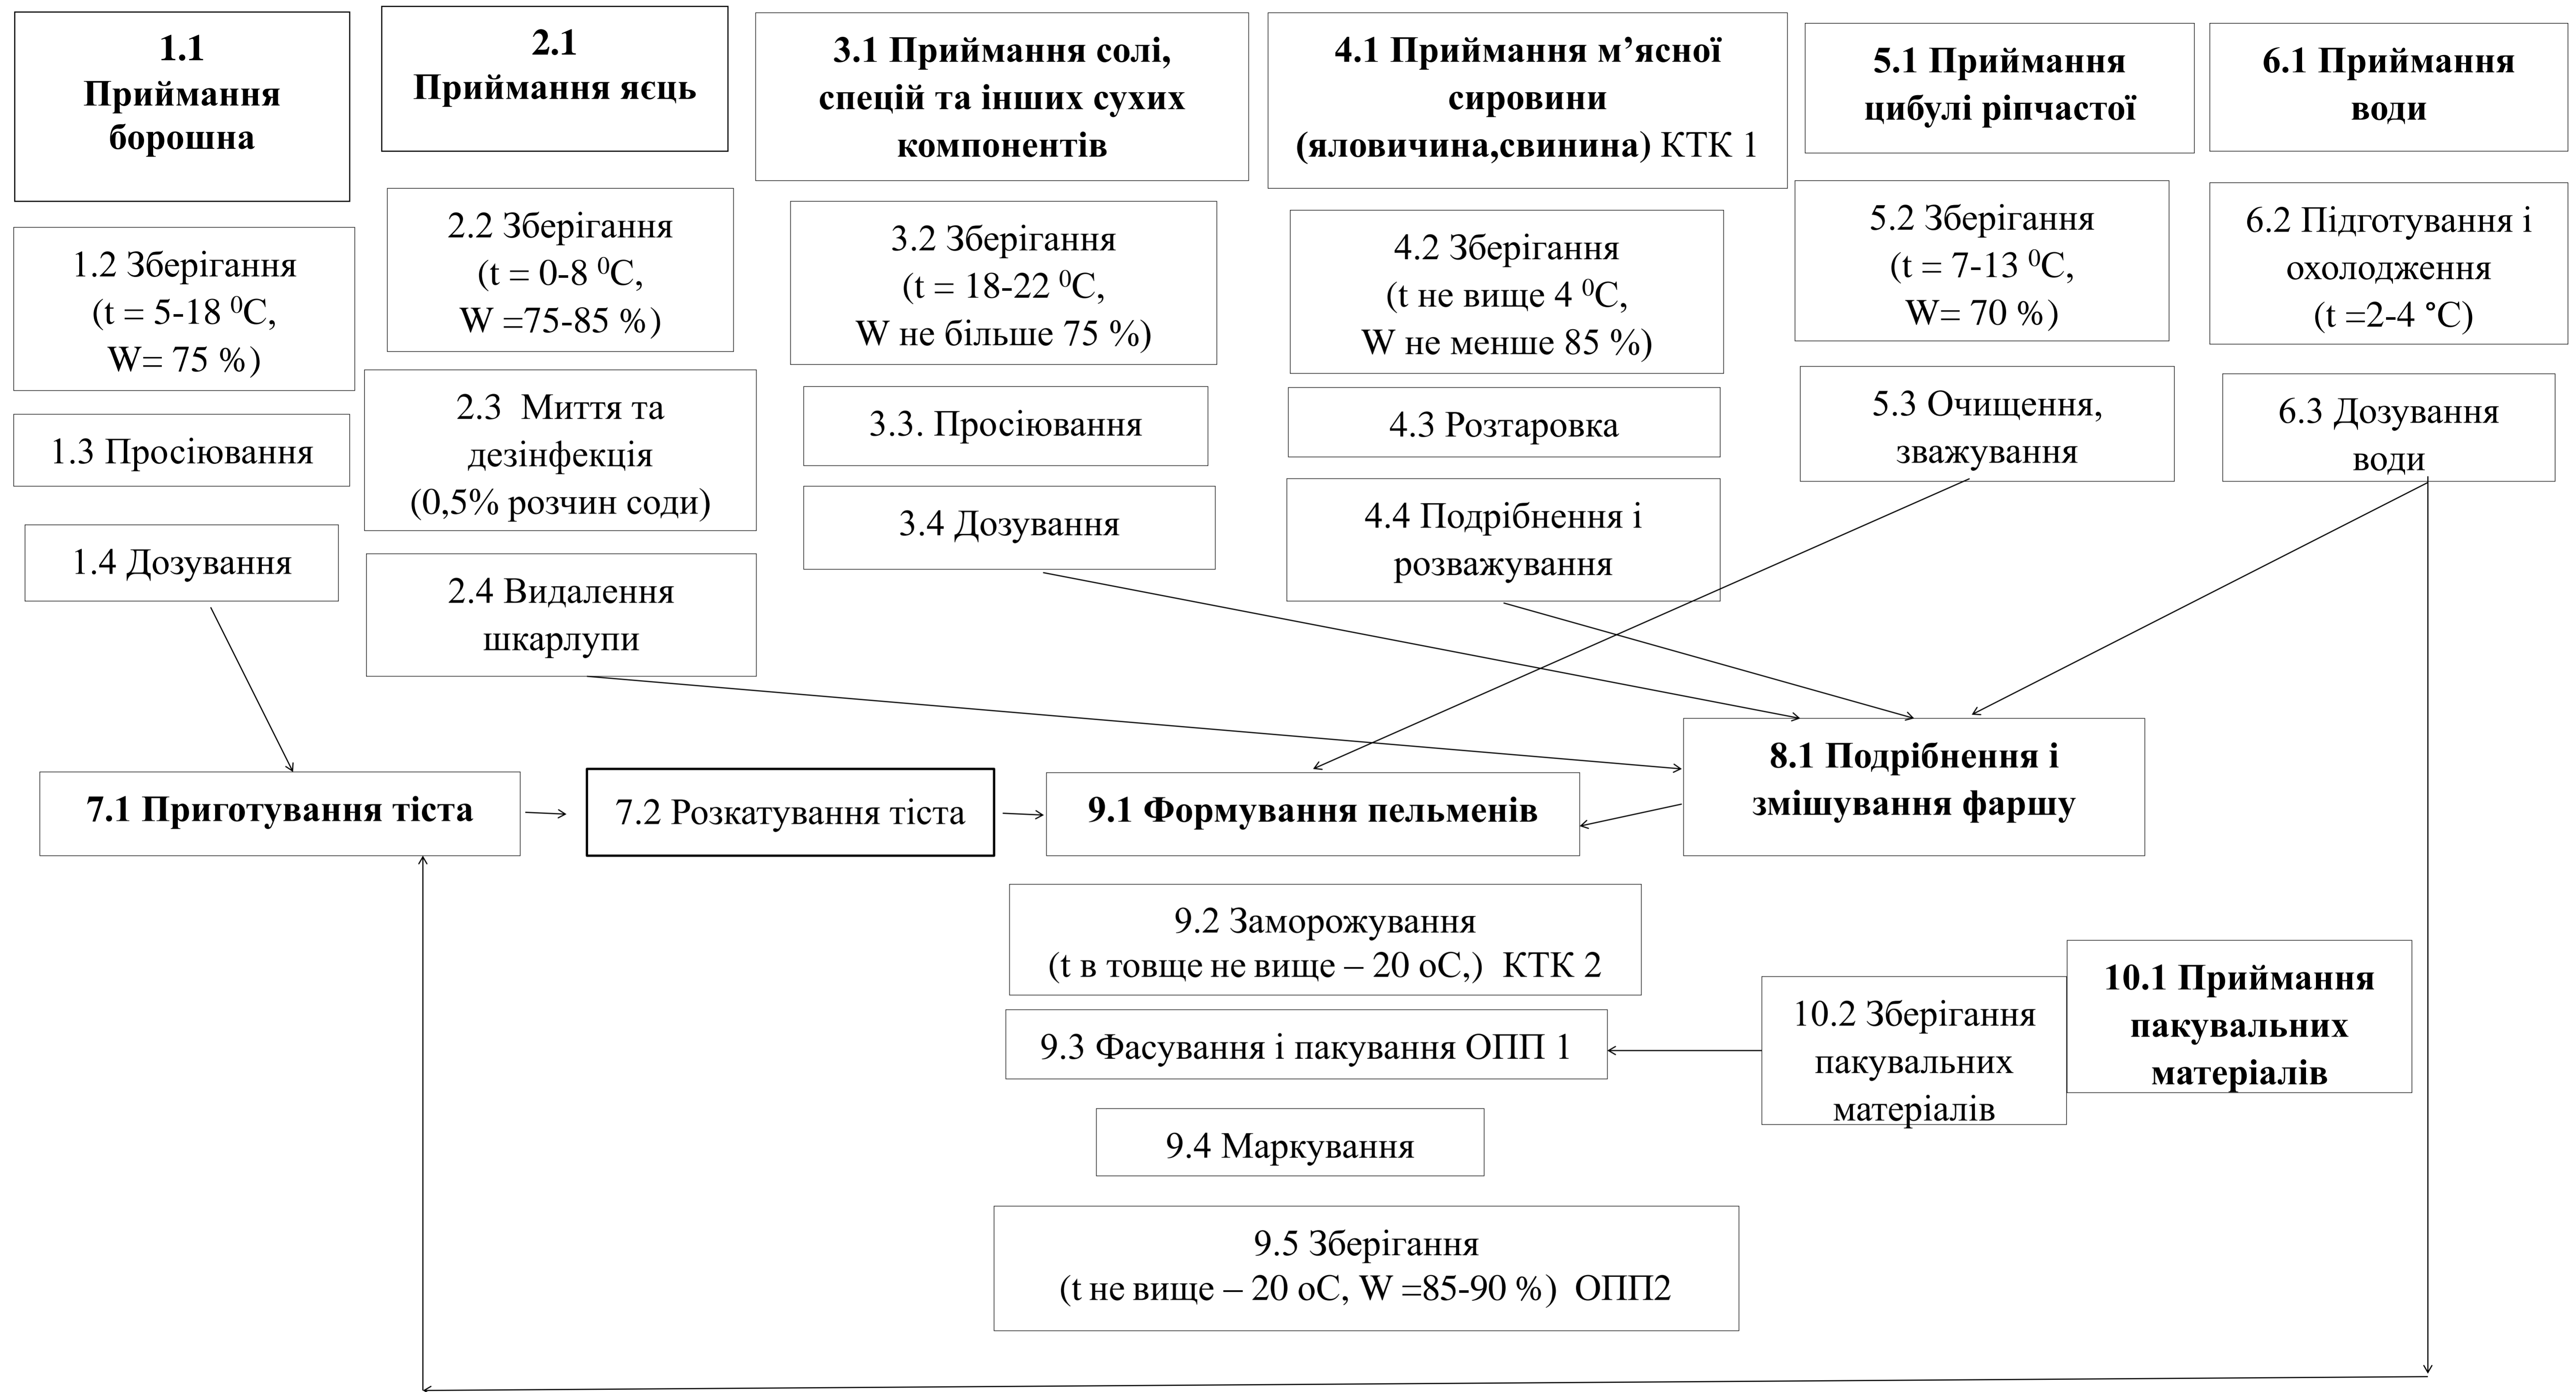 1.1
Приймання
борошна
2.1
Приймання яєць
3.1 Приймання солі,
спецій та інших сухих
компонентів
4.1 Приймання м’ясної
сировини
(яловичина,свинина) КТК 1
5.1 Приймання
цибулі ріпчастої
6.1 Приймання
води
1.2 Зберігання
(t = 5-18 ⁰С,
W= 75 %)
2.2 Зберігання
(t = 0-8 ⁰С,
W =75-85 %)
3.2 Зберігання
(t = 18-22 ⁰С,
W не більше 75 %)
4.2 Зберігання
(t не вище 4 ⁰С,
W не менше 85 %)
5.2 Зберігання
(t = 7-13 ⁰С,
W= 70 %)
6.2 Підготування і
охолодження
(t =2-4 °С)
1.3 Просіювання
2.3 Миття та
дезінфекція
(0,5% розчин соди)
3.3. Просіювання
4.3 Розтаровка
5.3 Очищення,
зважування
6.3 Дозування
води
1.4 Дозування
2.4 Видалення
шкарлупи
3.4 Дозування
4.4 Подрібнення і
розважування
7.1 Приготування тіста
7.2 Розкатування тіста
9.1 Формування пельменів
8.1 Подрібнення і
змішування фаршу
9.2 Заморожування
(t в товще не вище – 20 оС,) КТК 2
9.3 Фасування і пакування ОПП 1
10.2 Зберігання
пакувальних
матеріалів
10.1 Приймання
пакувальних
матеріалів
9.4 Маркування
9.5 Зберігання
(t не вище – 20 оС, W =85-90 %) ОПП2